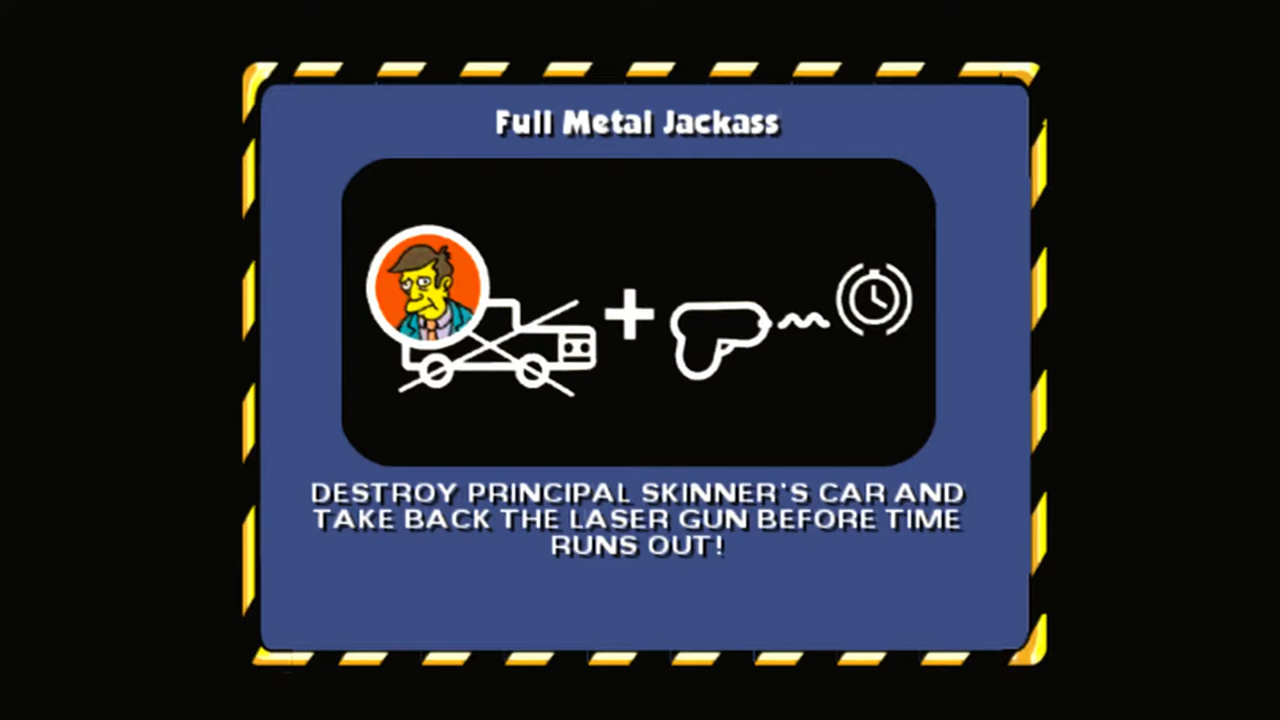 Full Metal Jackass
DESTROY PRINCIPAL SKINNER'S CAR AND
TAKE BACK THE LASER GUN BEFORE TIME
RUNS OUT!